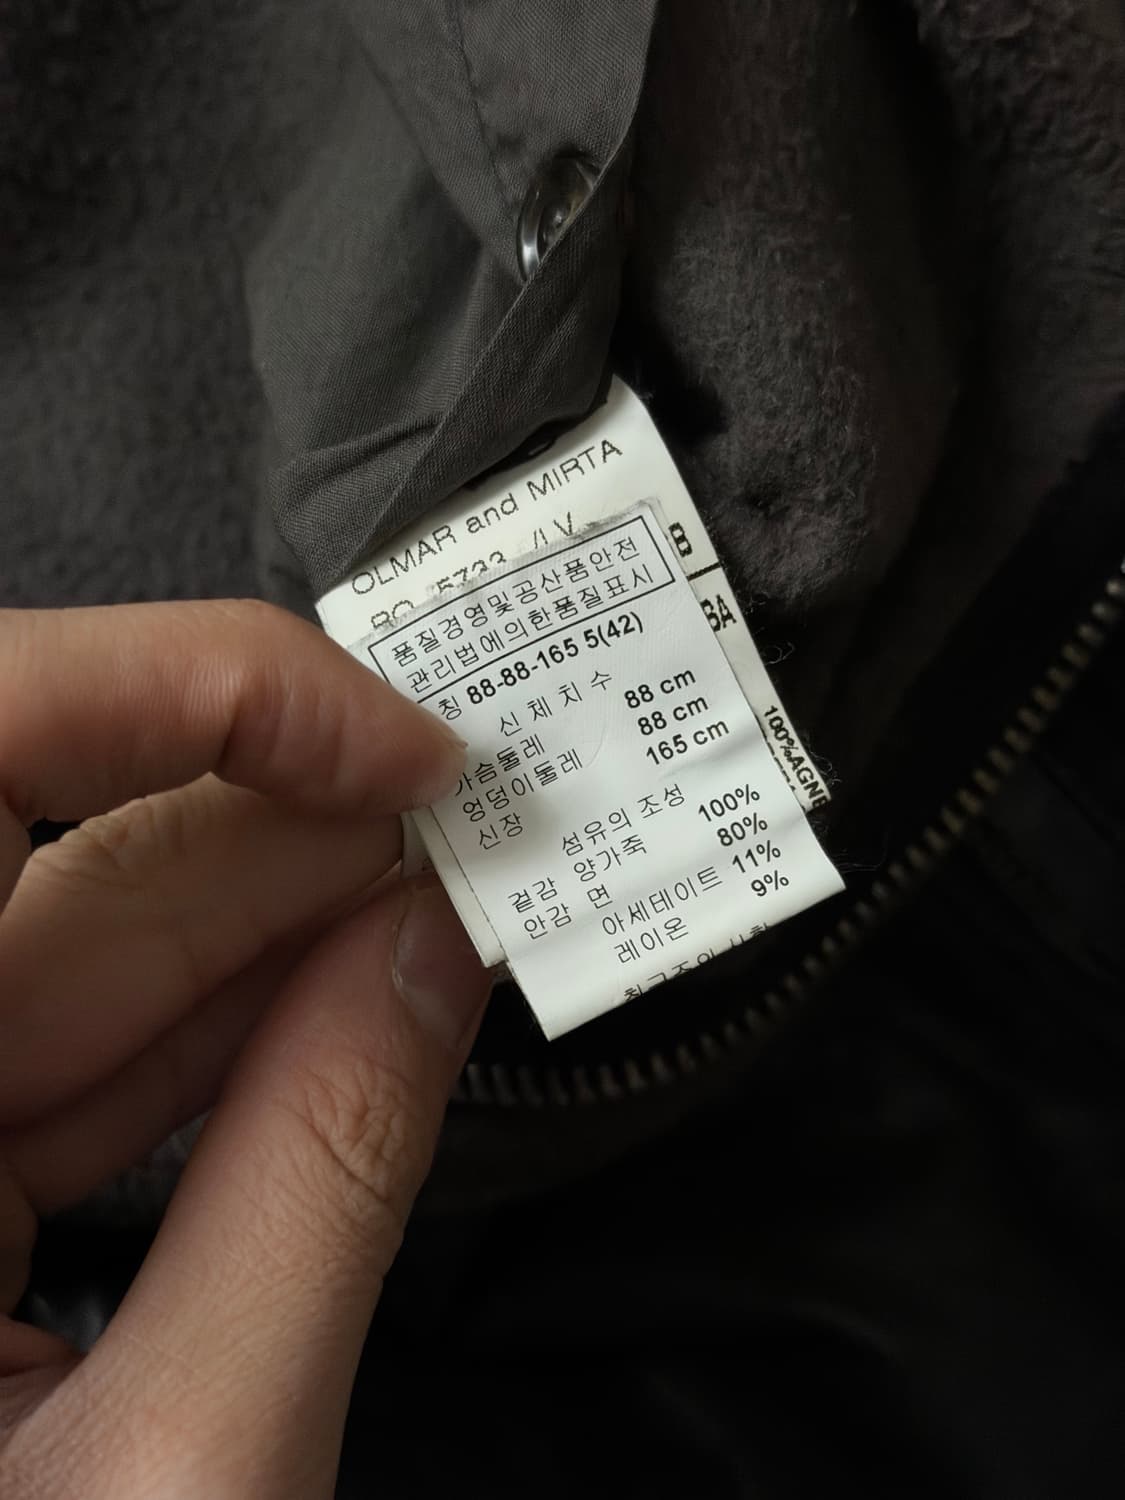 OLMAR and MIRTA
품질경영및공산품안전
관리법에의한품질표시
칭 88-88-165 5(42)
신 체 치 수
가슴둘레 88 cm
엉덩이둘레 88 cm
신장 165 cm
섬유의 조성
겉감 양가죽 100%
안감 면 80%
아세테이트 11%
레이온 9%
100%AGNE